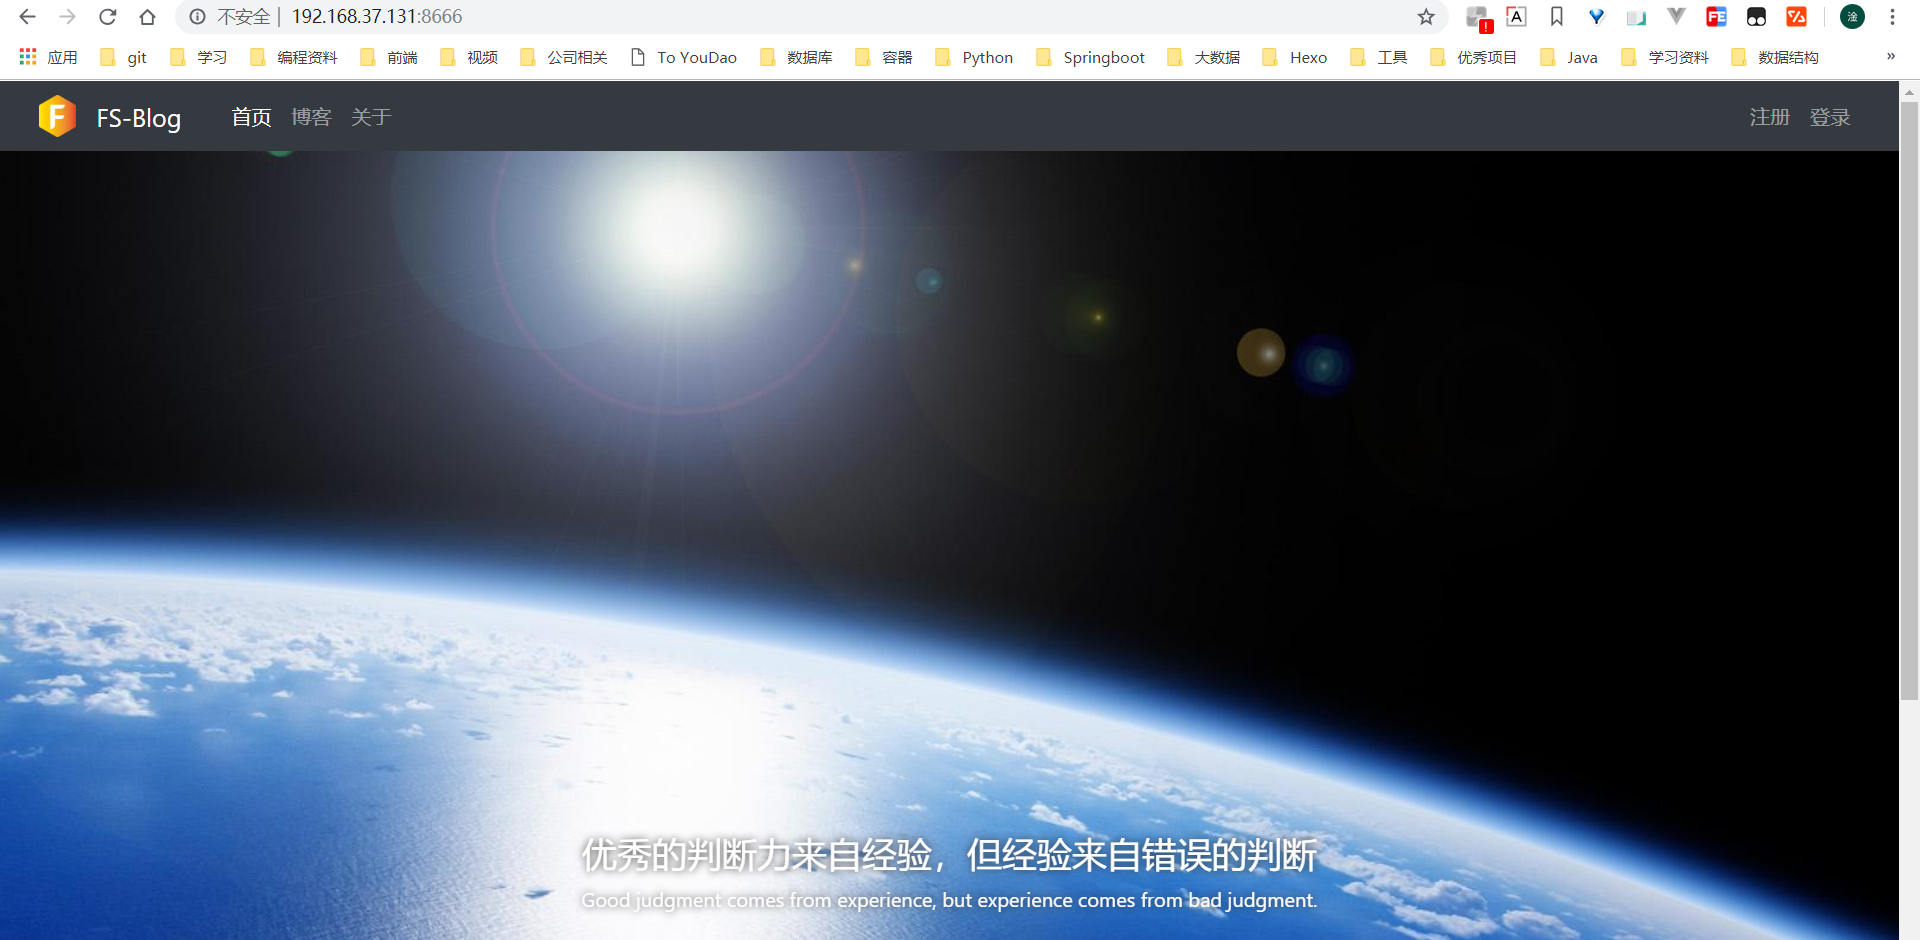 不安全 | 192.168.37.131:8666
应用 git 学习 编程资料 前端 视频 公司相关 To YouDao 数据库 容器 Python Springboot 大数据 Hexo 工具 优秀项目 Java 学习资料 数据结构 »
F FS-Blog 首页 博客 关于 注册 登录
优秀的判断力来自经验，但经验来自错误的判断
Good judgment comes from experience, but experience comes from bad judgment.